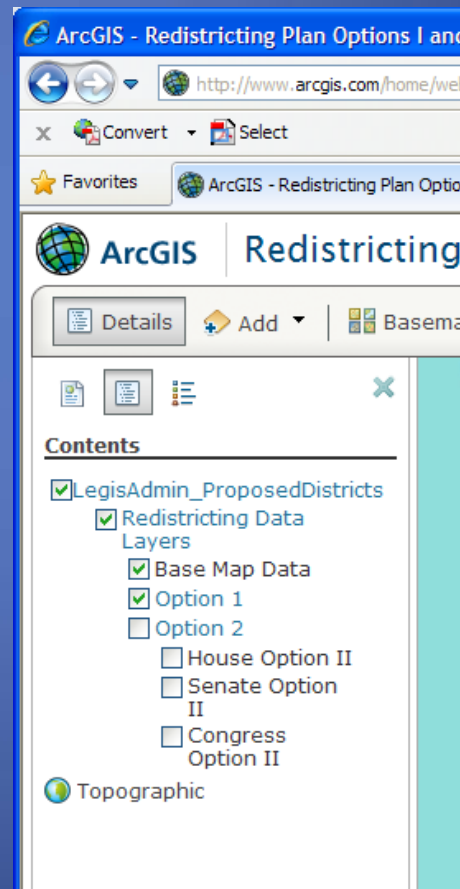 ArcGIS - Redistricting Plan Options I and
http://www.arcgis.com/home/we
x Convert Select
Favorites ArcGIS - Redistricting Plan Optio
ArcGIS Redistricting
Details Add Basema
Contents
LegisAdmin_ProposedDistricts
Redistricting Data
Layers
Base Map Data
Option 1
Option 2
House Option II
Senate Option
II
Congress
Option II
Topographic